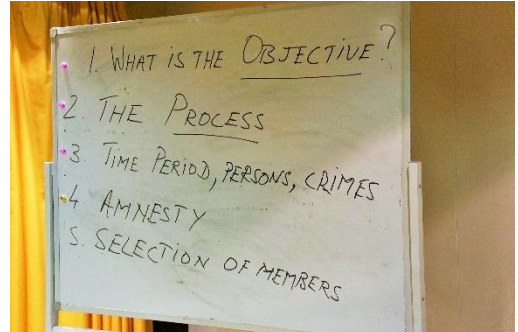 1. WHAT IS THE OBJECTIVE?
2. THE PROCESS
3 TIME PERIOD, PERSONS, CRIMES
4. AMNESTY
5. SELECTION OF MEMBERS